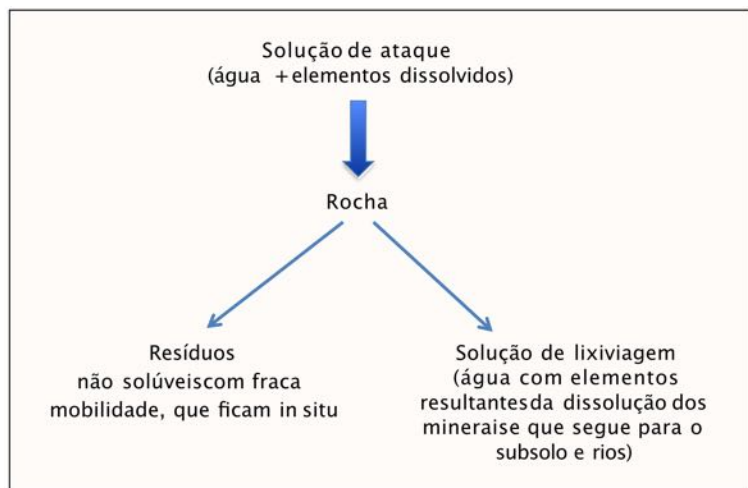 Solução de ataque
(água +elementos dissolvidos)
Rocha
Resíduos
não solúveiscom fraca
mobilidade, que ficam in situ
Solução de lixiviagem
(água com elementos
resultantesda dissolução dos
mineraise que segue para o
subsolo e rios)